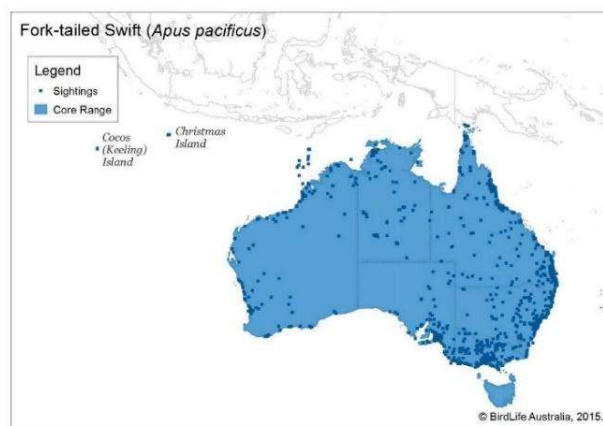 Fork-tailed Swift (Apus pacificus)
Legend
Sightings
Core Range
Cocos
(Keeling)
Island
Christmas
Island
© BirdLife Australia, 2015.